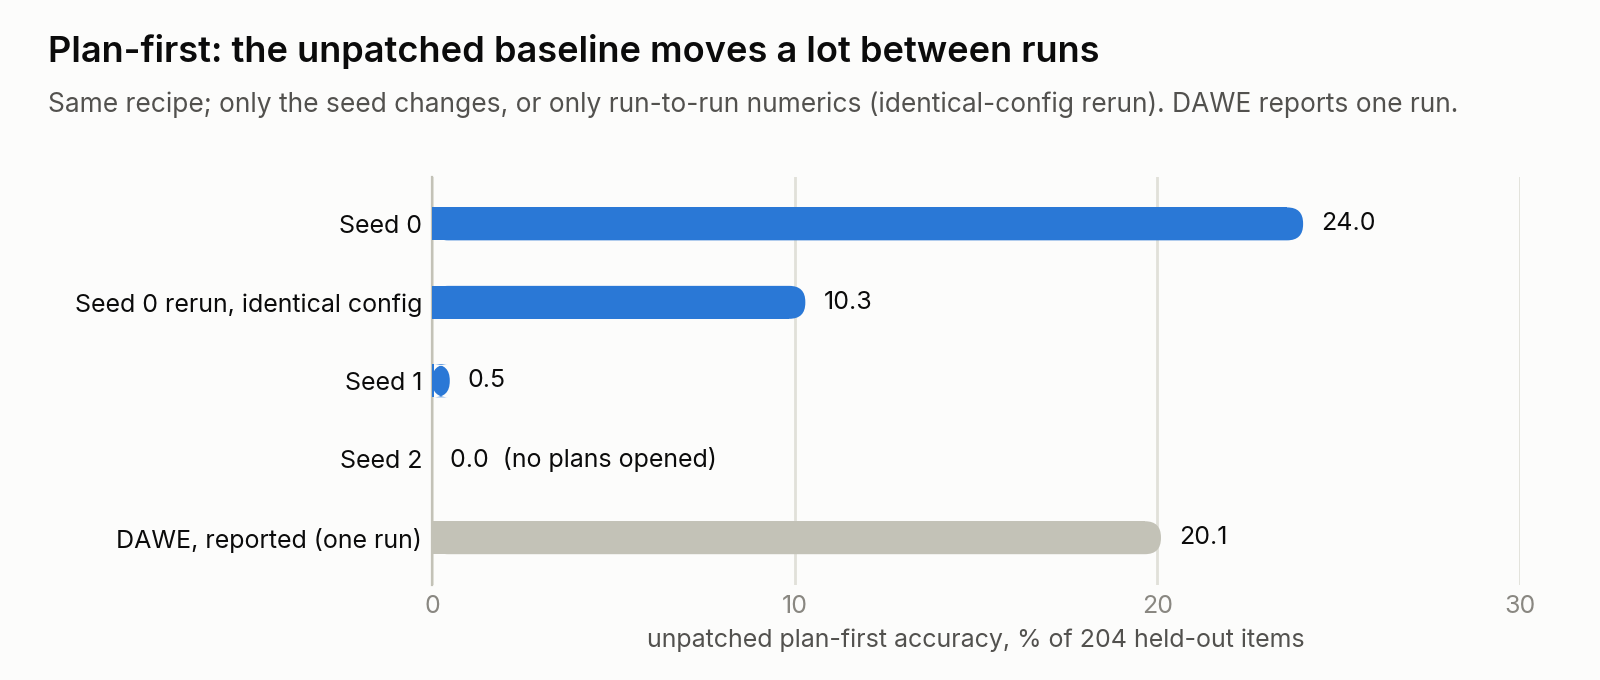 Plan-first: the unpatched baseline moves a lot between runs
Same recipe; only the seed changes, or only run-to-run numerics (identical-config rerun). DAWE reports one run.
Seed 0 24.0
Seed 0 rerun, identical config 10.3
Seed 1 0.5
Seed 2 0.0 (no plans opened)
DAWE, reported (one run) 20.1
0 10 20 30
unpatched plan-first accuracy, % of 204 held-out items